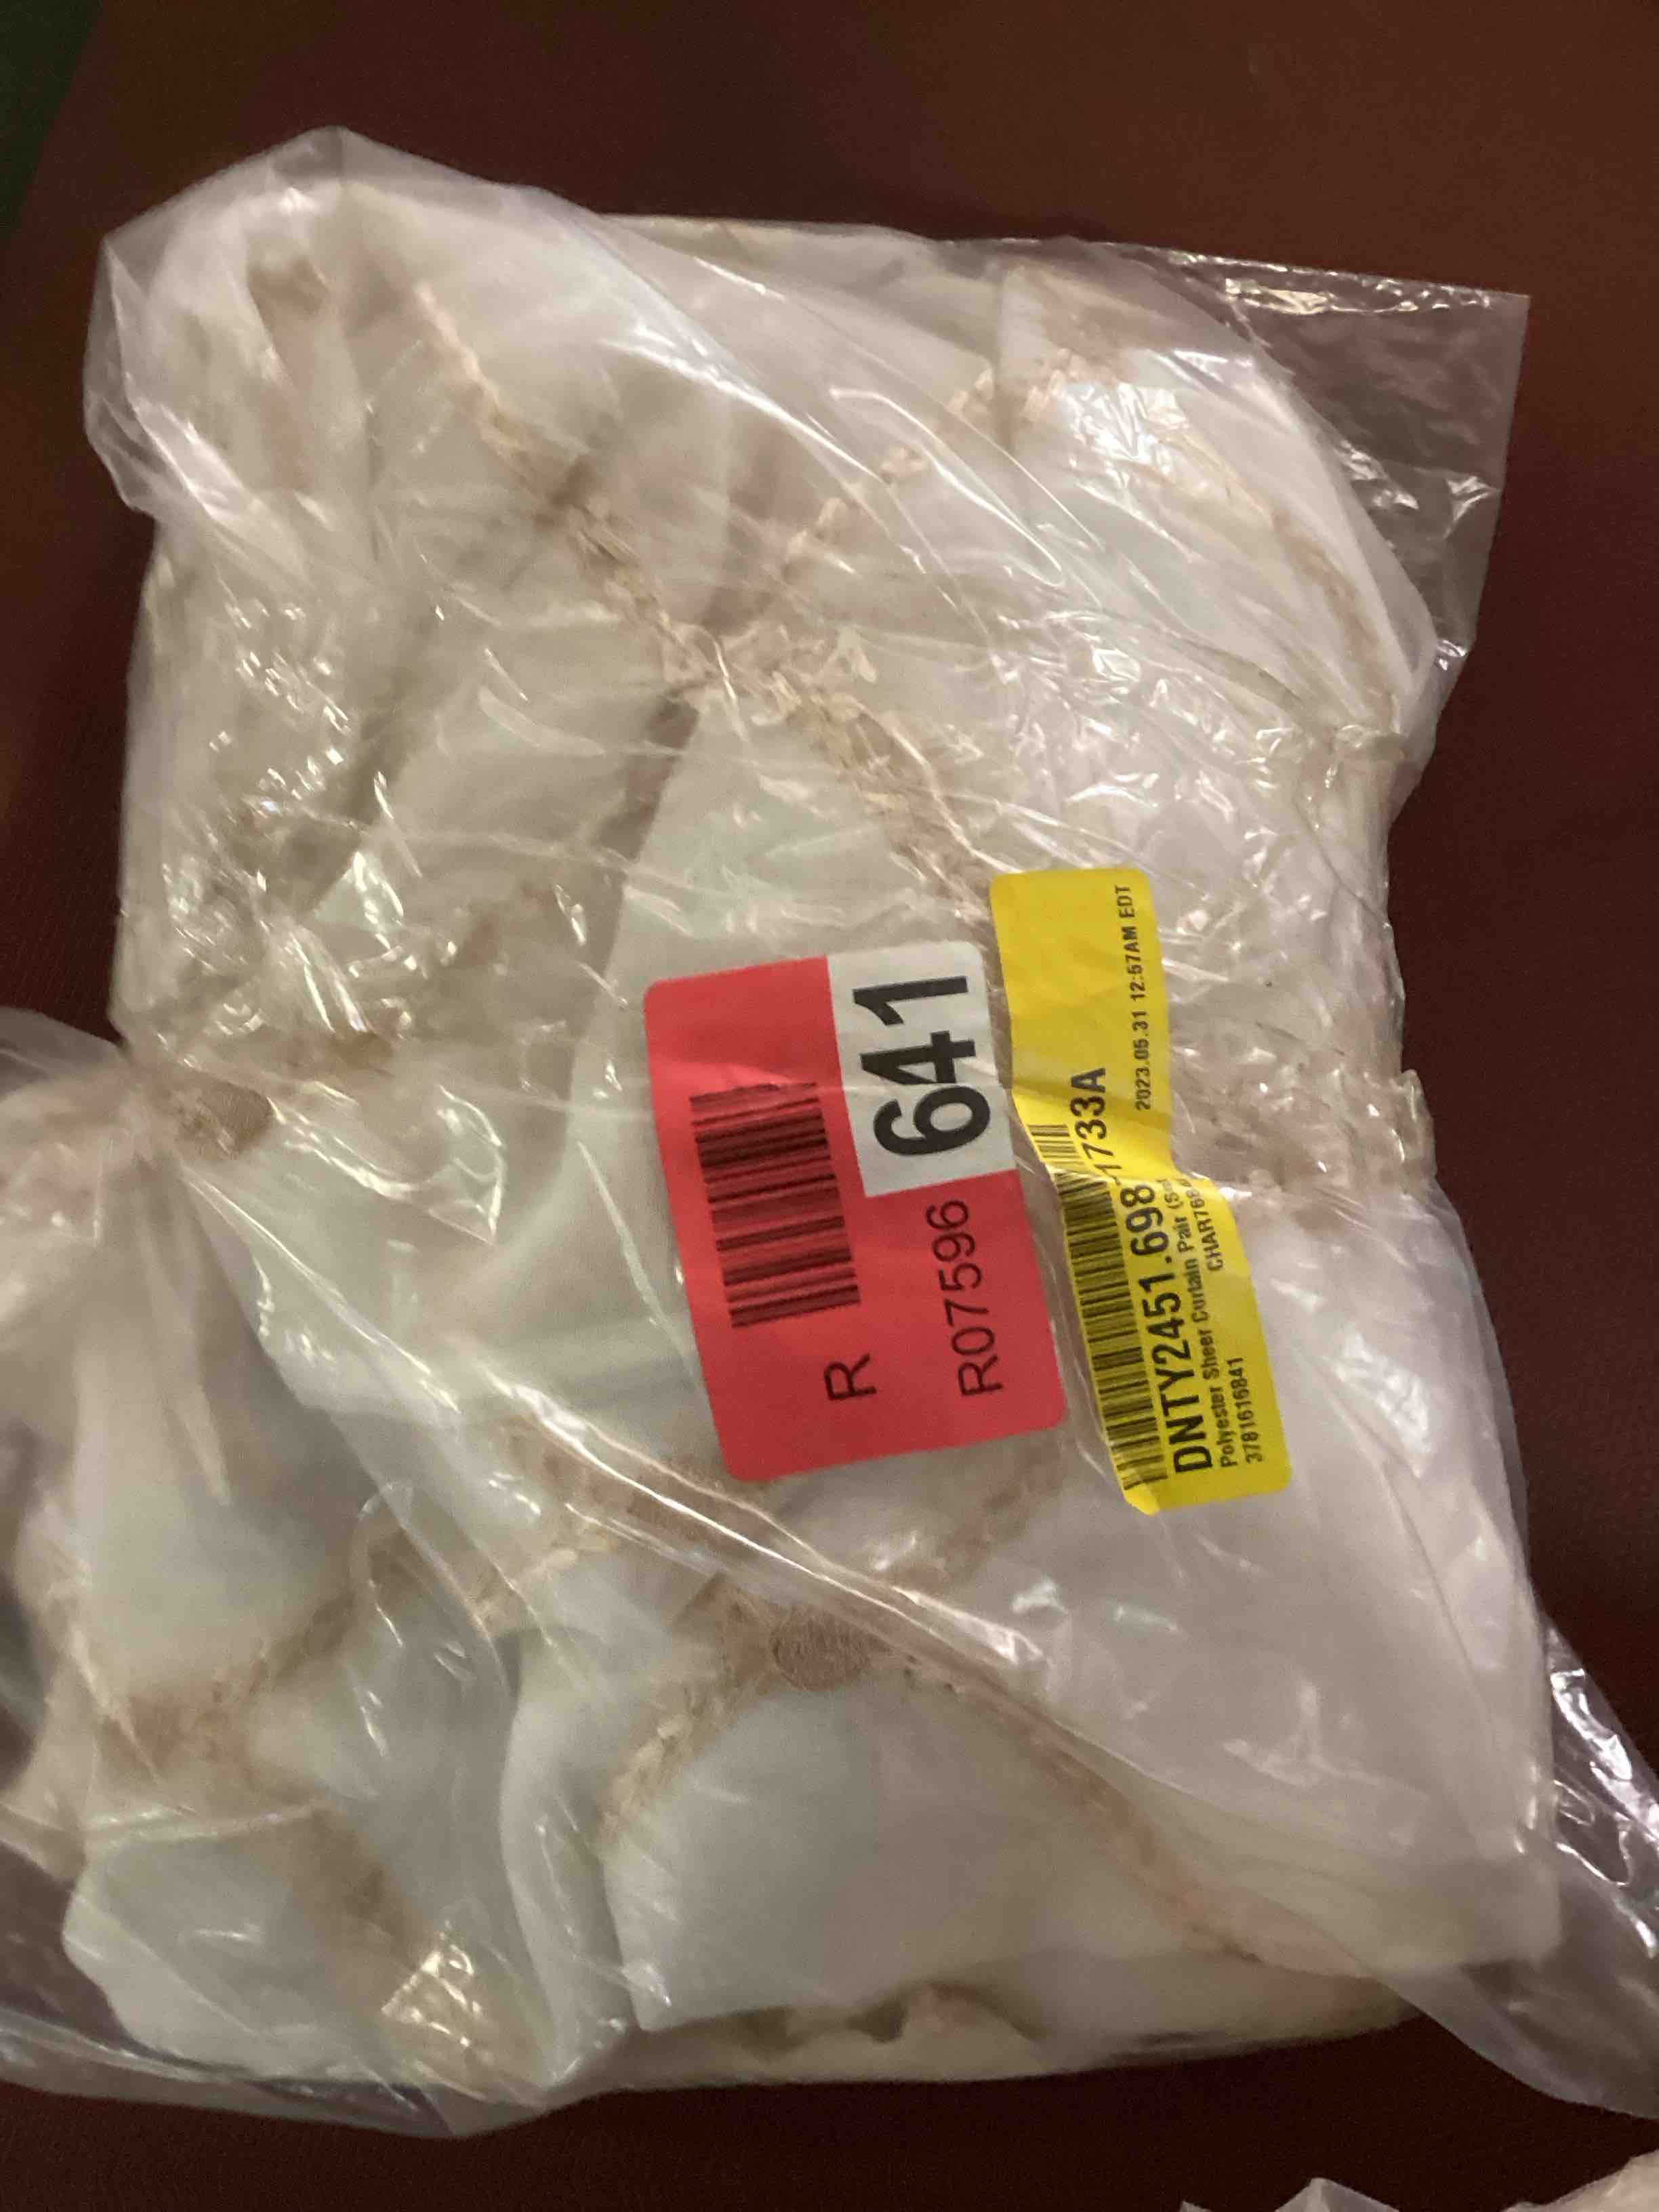 R
R07596
641
DNTY2451.698
1733A
Polyester Sheer Curtain Pair
3781616841
2023.05.31 12:57AM EDT